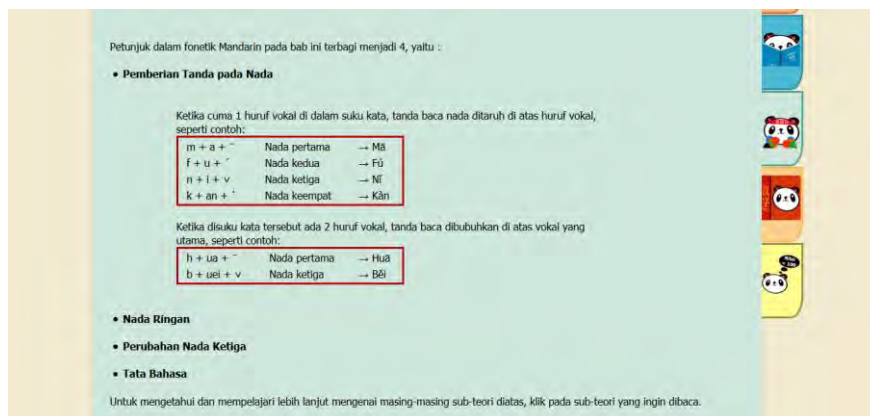 Petunjuk dalam fonetik Mandarin pada bab ini terbagi menjadi 4, yaitu :
• Pemberian Tanda pada Nada
Ketika cuma 1 huruf vokal di dalam suku kata, tanda baca nada ditaruh di atas huruf vokal,
seperti contoh:
m + a + ˉ Nada pertama → Mā
f + u + ˊ Nada kedua → Fú
n + i + v Nada ketiga → Nǐ
k + an + ˋ Nada keempat → Kàn
Ketika disuku kata tersebut ada 2 huruf vokal, tanda baca dibubuhkan di atas vokal yang
utama, seperti contoh:
h + ua + ˉ Nada pertama → Huā
b + uei + v Nada ketiga → Běi
• Nada Ringan
• Perubahan Nada Ketiga
• Tata Bahasa
Untuk mengetahui dan mempelajari lebih lanjut mengenai masing-masing sub-teori diatas, klik pada sub-teori yang ingin dibaca.